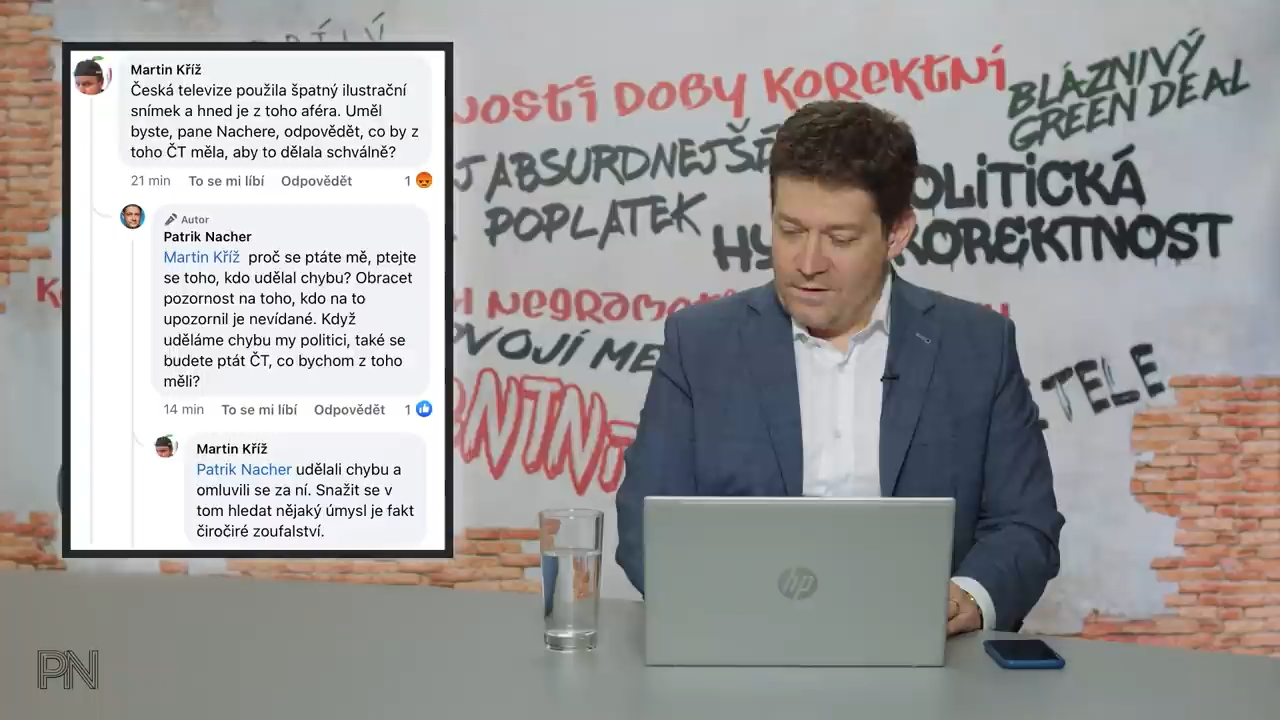 Martin Kříž
Česká televize použila špatný ilustrační
snímek a hned je z toho aféra. Uměl
byste, pane Nachere, odpovědět, co by z
toho ČT měla, aby to dělala schválně?
21 min To se mi líbí Odpovědět 1
Autor
Patrik Nacher
Martin Kříž proč se ptáte mě, ptejte
se toho, kdo udělal chybu? Obracet
pozornost na toho, kdo na to
upozornil je nevídané. Když
uděláme chybu my politici, také se
budete ptát ČT, co bychom z toho
měli?
14 min To se mi líbí Odpovědět 1
Martin Kříž
Patrik Nacher udělali chybu a
omluvili se za ní. Snažit se v
tom hledat nějaký úmysl je fakt
čiročiré zoufalství.
DOBY KOREKTNÍ
BLÁZNIVÝ
GREEN DEAL
POPLATEK
KOREKTNOST
hp
PN